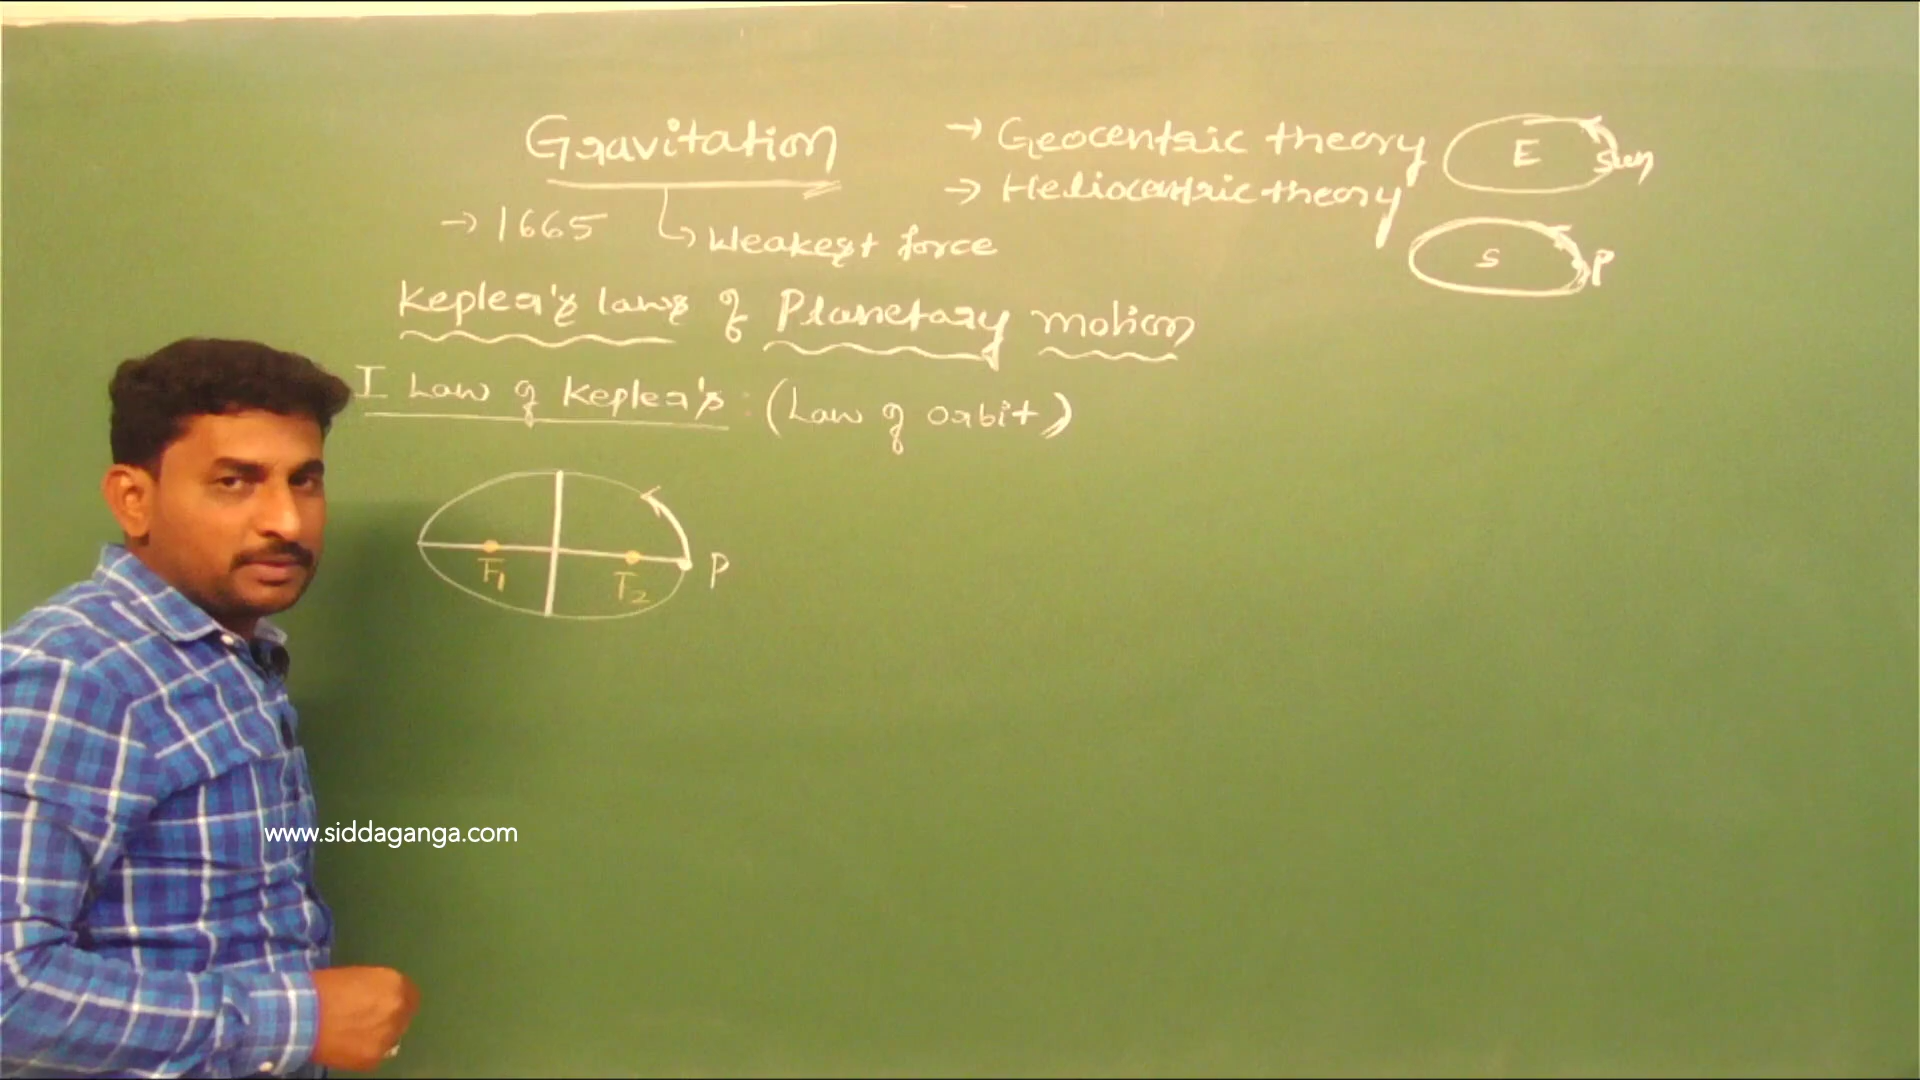 Gravitation
→ 1665
↳ Weakest force
→ Geocentric theory
E
Sun
→ Heliocentric theory
S
P
Kepler's laws of Planetary motion
I Law of Kepler's : (Law of orbit)
F1
F2
P
www.siddaganga.com